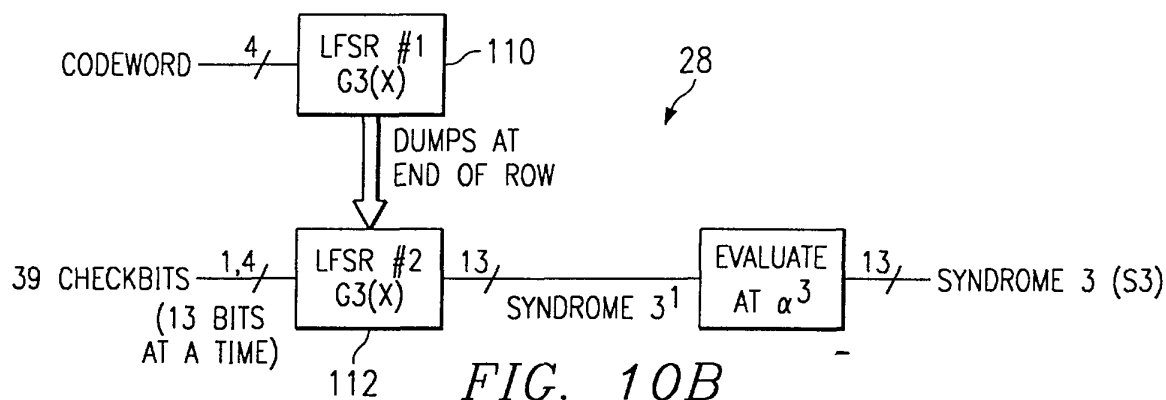 CODEWORD
4
LFSR #1
G3(X)
110
28
DUMPS AT
END OF ROW
39 CHECKBITS
(13 BITS
AT A TIME)
1,4
LFSR #2
G3(X)
112
13
SYNDROME 3¹
EVALUATE
AT α³
13
SYNDROME 3 (S3)
FIG. 10B